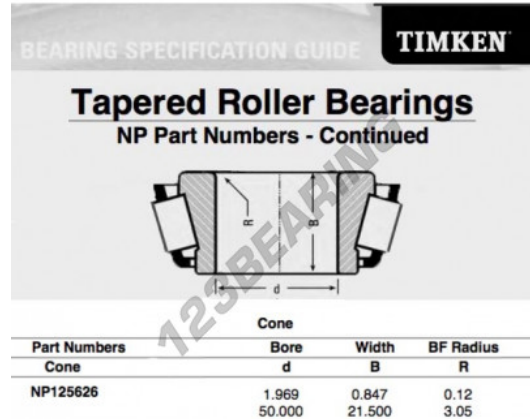 BEARING SPECIFICATION GUIDE
TIMKEN
Tapered Roller Bearings
NP Part Numbers - Continued
R
B
d
123BEARING
Cone
Part Numbers Bore Width BF Radius
Cone d B R
NP125626 1.969 0.847 0.12
50.000 21.500 3.05